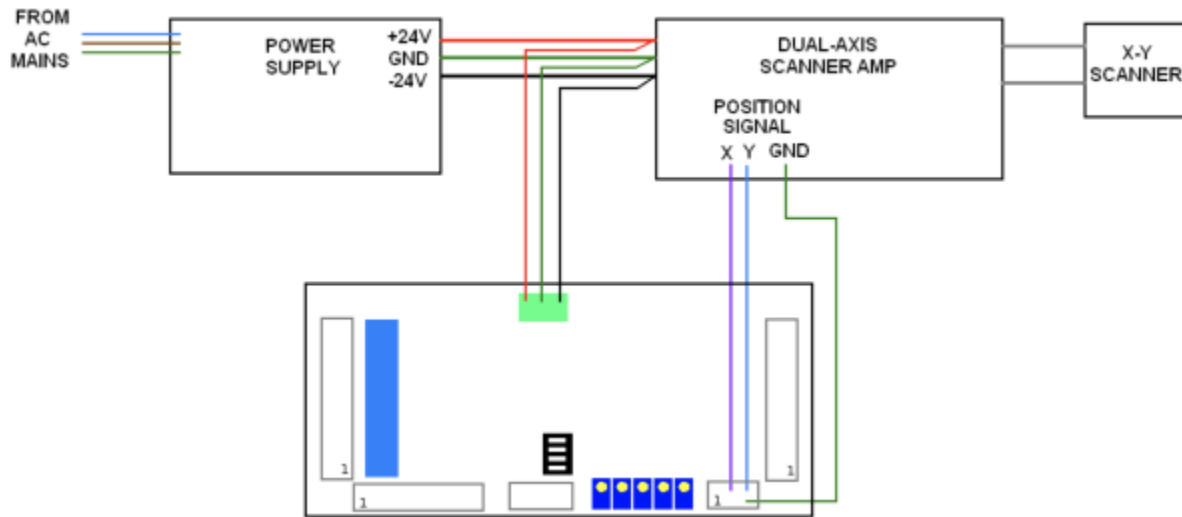 FROM
AC
MAINS
POWER
SUPPLY
+24V
GND
-24V
DUAL-AXIS
SCANNER AMP
POSITION
SIGNAL
X Y GND
X-Y
SCANNER
1
1
1
1